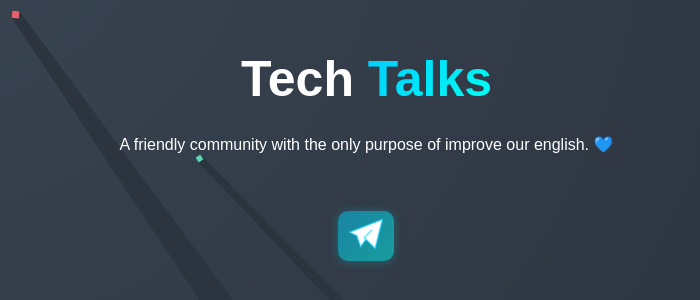 Tech Talks
A friendly community with the only purpose of improve our english. 💙